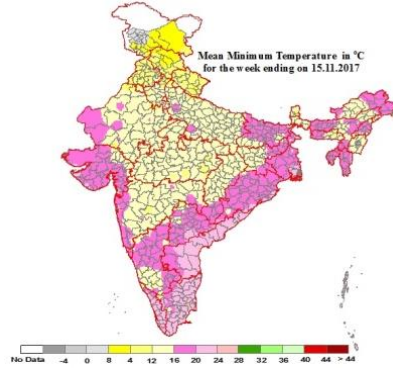 Mean Minimum Temperature in °C
for the week ending on 15.11.2017
No Data -4 0 8 4 12 16 20 24 28 32 36 40 44 > 44